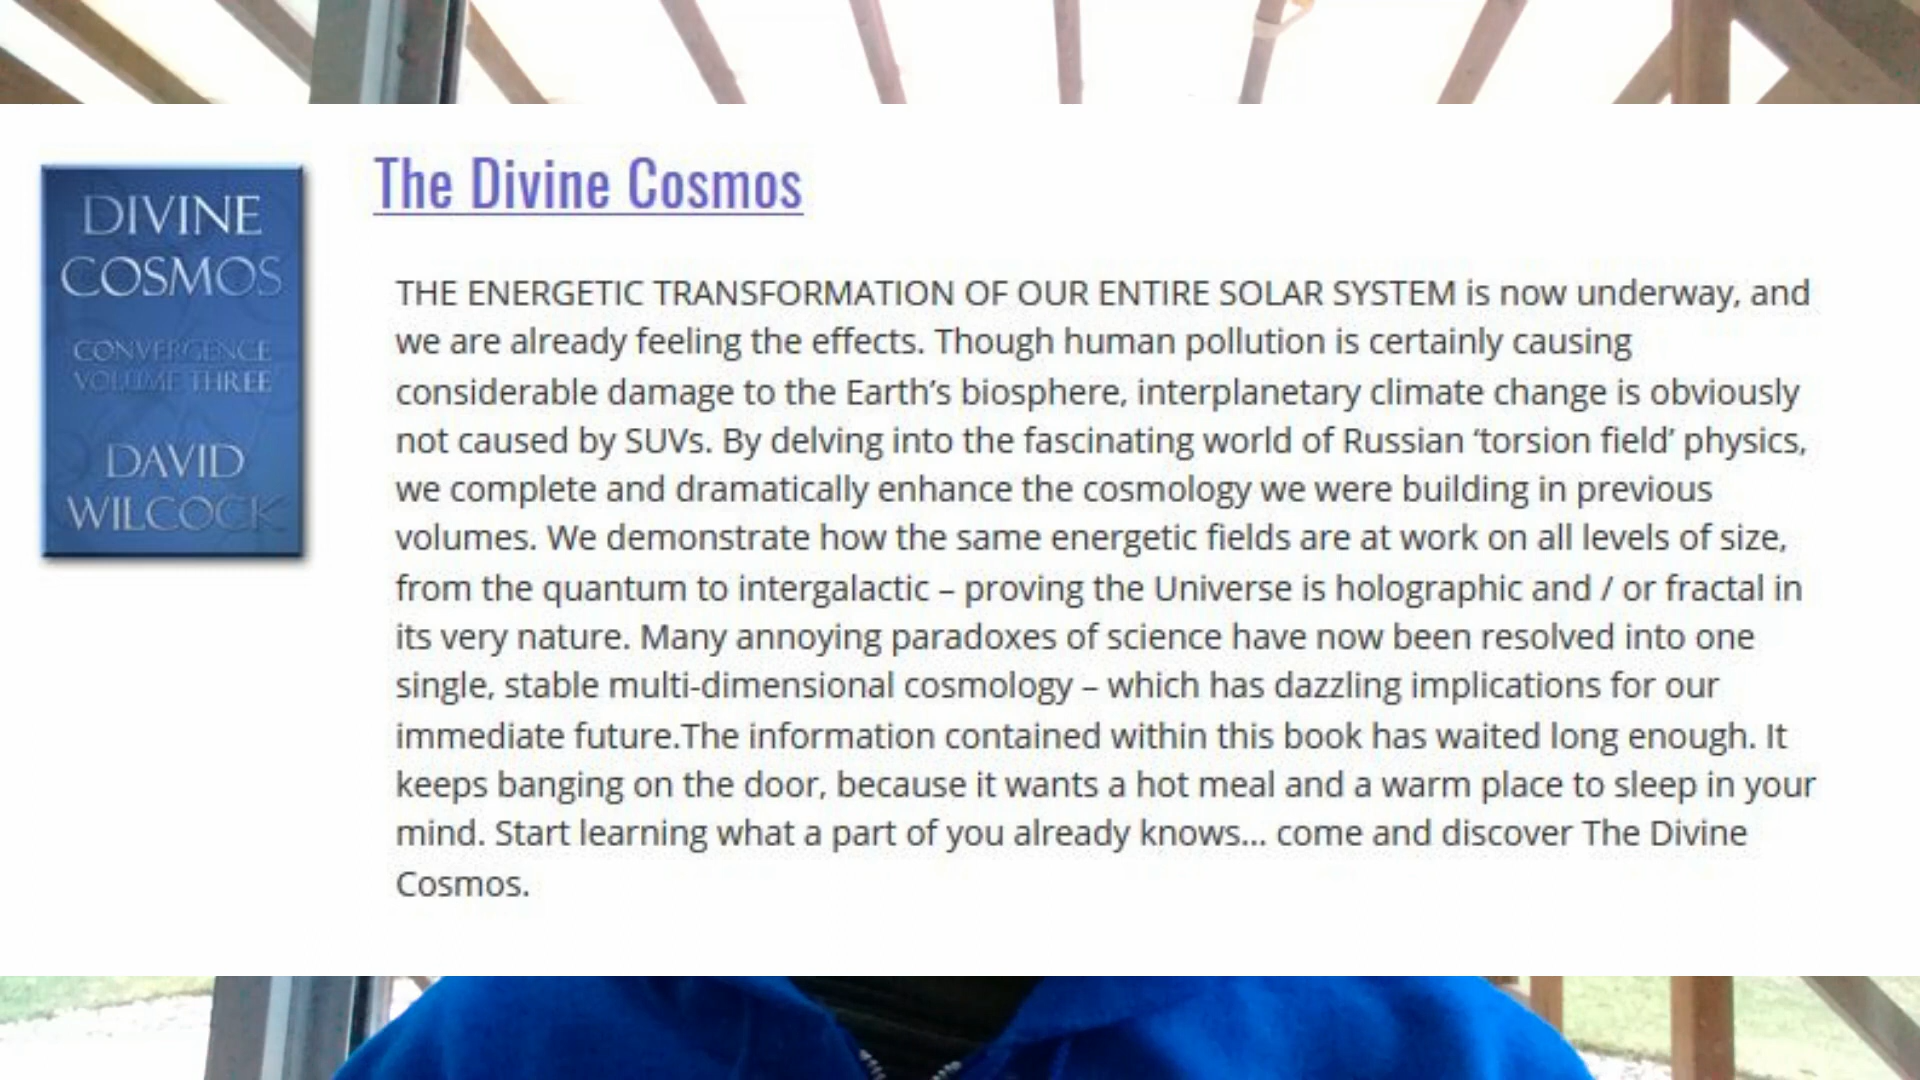 DIVINE
COSMOS
CONVERGENCE
VOLUME THREE
DAVID
WILCOCK
The Divine Cosmos
THE ENERGETIC TRANSFORMATION OF OUR ENTIRE SOLAR SYSTEM is now underway, and
we are already feeling the effects. Though human pollution is certainly causing
considerable damage to the Earth’s biosphere, interplanetary climate change is obviously
not caused by SUVs. By delving into the fascinating world of Russian ‘torsion field’ physics,
we complete and dramatically enhance the cosmology we were building in previous
volumes. We demonstrate how the same energetic fields are at work on all levels of size,
from the quantum to intergalactic – proving the Universe is holographic and / or fractal in
its very nature. Many annoying paradoxes of science have now been resolved into one
single, stable multi-dimensional cosmology – which has dazzling implications for our
immediate future.The information contained within this book has waited long enough. It
keeps banging on the door, because it wants a hot meal and a warm place to sleep in your
mind. Start learning what a part of you already knows... come and discover The Divine
Cosmos.